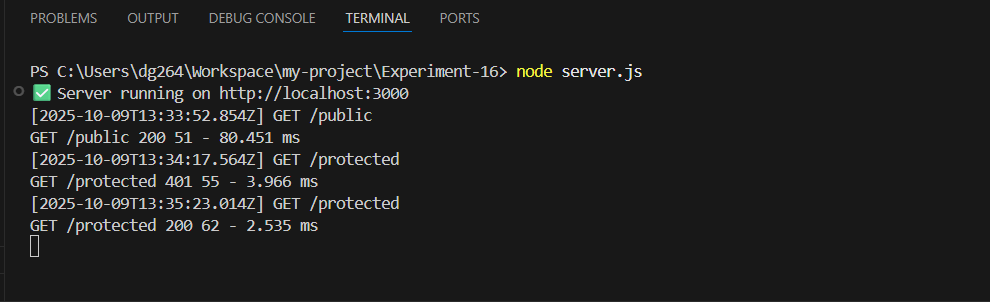 PROBLEMS OUTPUT DEBUG CONSOLE TERMINAL PORTS
PS C:\Users\dg264\Workspace\my-project\Experiment-16> node server.js
✅ Server running on http://localhost:3000
[2025-10-09T13:33:52.854Z] GET /public
GET /public 200 51 - 80.451 ms
[2025-10-09T13:34:17.564Z] GET /protected
GET /protected 401 55 - 3.966 ms
[2025-10-09T13:35:23.014Z] GET /protected
GET /protected 200 62 - 2.535 ms